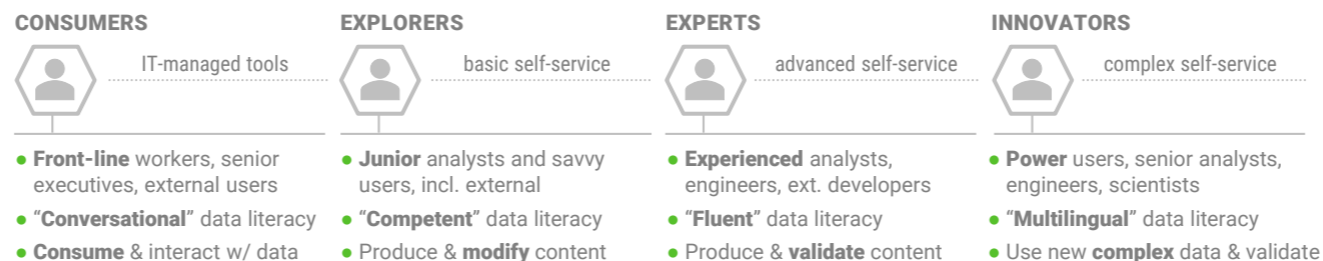 CONSUMERS
IT-managed tools
● Front-line workers, senior
executives, external users
● “Conversational” data literacy
● Consume & interact w/ data
EXPLORERS
basic self-service
● Junior analysts and savvy
users, incl. external
● “Competent” data literacy
● Produce & modify content
EXPERTS
advanced self-service
● Experienced analysts,
engineers, ext. developers
● “Fluent” data literacy
● Produce & validate content
INNOVATORS
complex self-service
● Power users, senior analysts,
engineers, scientists
● “Multilingual” data literacy
● Use new complex data & validate